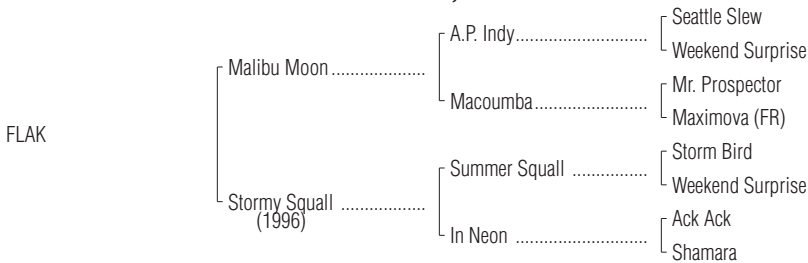 Seattle Slew
A.P. Indy............................
Weekend Surprise
Malibu Moon ....................
Mr. Prospector
Macoumba........................
Maximova (FR)
FLAK
Storm Bird
Summer Squall ................
Weekend Surprise
Stormy Squall ..................
(1996)
Ack Ack
In Neon ............................
Shamara